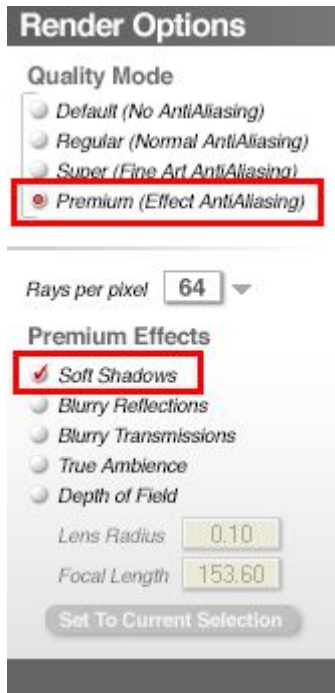 Render Options
Quality Mode
Default (No AntiAliasing)
Regular (Normal AntiAliasing)
Super (Fine Art AntiAliasing)
Premium (Effect AntiAliasing)
Rays per pixel 64
Premium Effects
Soft Shadows
Blurry Reflections
Blurry Transmissions
True Ambience
Depth of Field
Lens Radius 0.10
Focal Length 153.60
Set To Current Selection